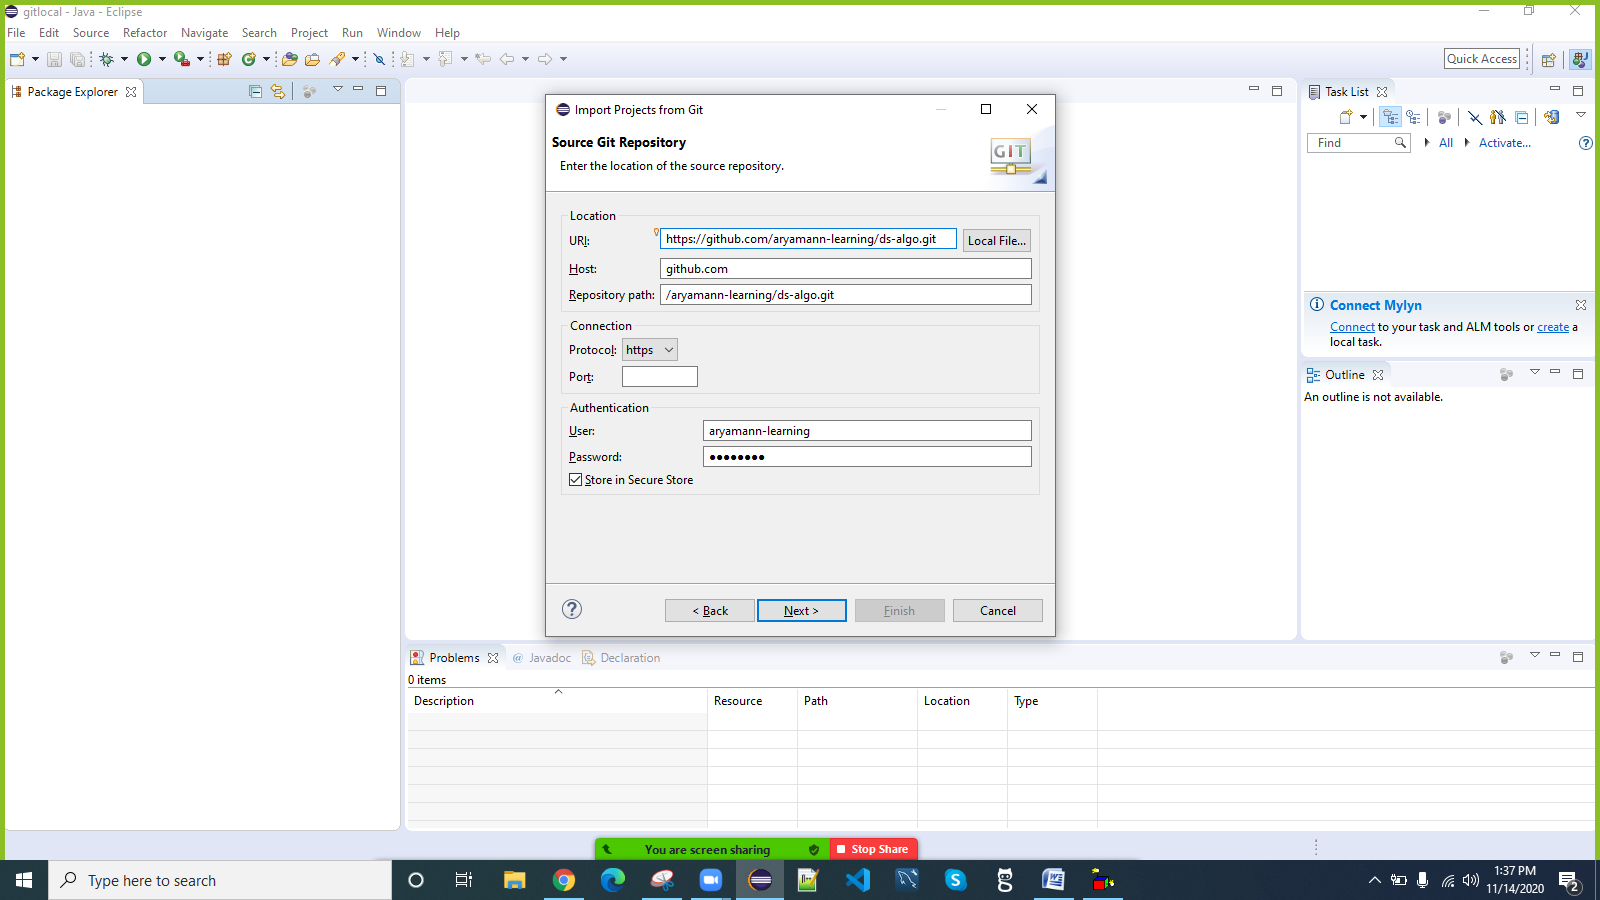 gitlocal - Java - Eclipse
File Edit Source Refactor Navigate Search Project Run Window Help
Quick Access
Package Explorer
Task List
Find
All
Activate...
Import Projects from Git
Source Git Repository
Enter the location of the source repository.
GIT
Location
URI:
https://github.com/aryamann-learning/ds-algo.git
Local File...
Host:
github.com
Repository path:
/aryamann-learning/ds-algo.git
Connection
Protocol:
https
Port:
Authentication
User:
aryamann-learning
Password:
●●●●●●●●
Store in Secure Store
< Back
Next >
Finish
Cancel
Connect Mylyn
Connect to your task and ALM tools or create a
local task.
Outline
An outline is not available.
Problems
@ Javadoc
Declaration
0 items
Description
Resource
Path
Location
Type
You are screen sharing
Stop Share
Type here to search
1:37 PM
11/14/2020
2